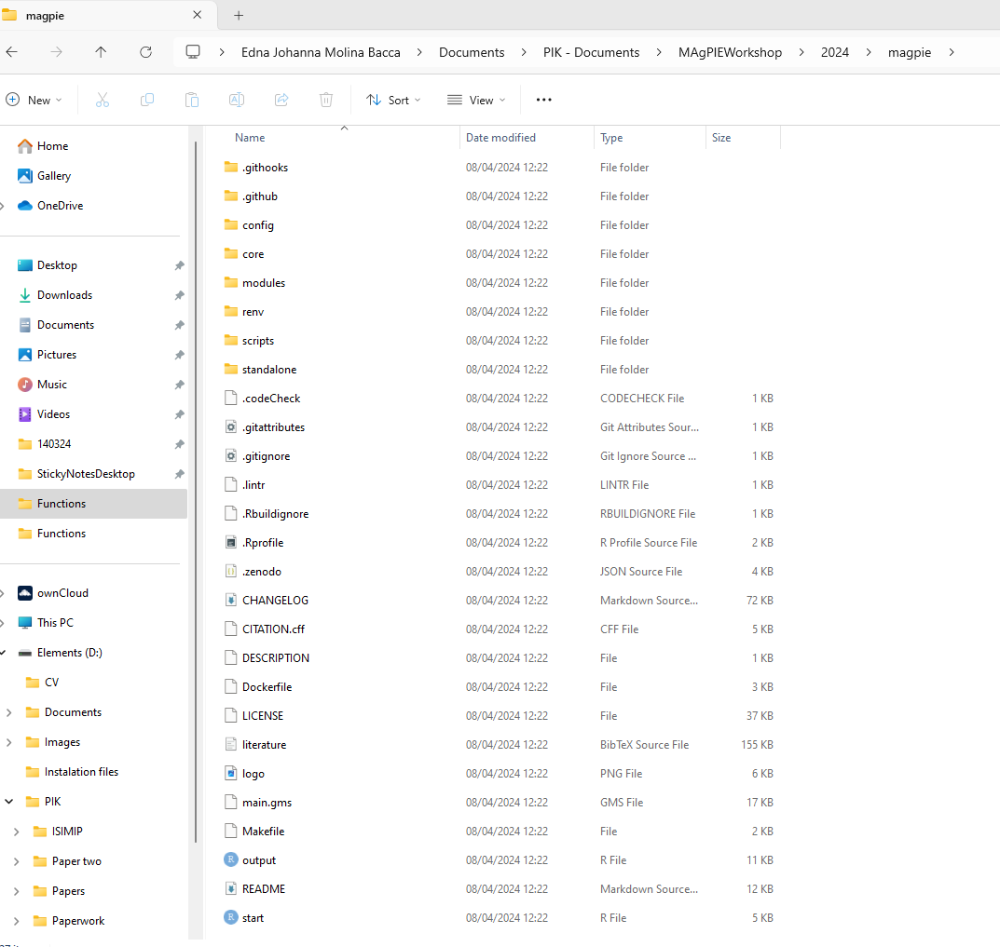 magpie
Edna Johanna Molina Bacca > Documents > PIK - Documents > MAgPIEWorkshop > 2024 > magpie >
New Sort View
Name Date modified Type Size
Home
Gallery
OneDrive
Desktop
Downloads
Documents
Pictures
Music
Videos
140324
StickyNotesDesktop
Functions
Functions
ownCloud
This PC
Elements (D:)
CV
Documents
Images
Instalation files
PIK
ISIMIP
Paper two
Papers
Paperwork
.githooks 08/04/2024 12:22 File folder
.github 08/04/2024 12:22 File folder
config 08/04/2024 12:22 File folder
core 08/04/2024 12:22 File folder
modules 08/04/2024 12:22 File folder
renv 08/04/2024 12:22 File folder
scripts 08/04/2024 12:22 File folder
standalone 08/04/2024 12:22 File folder
.codeCheck 08/04/2024 12:22 CODECHECK File 1 KB
.gitattributes 08/04/2024 12:22 Git Attributes Sour... 1 KB
.gitignore 08/04/2024 12:22 Git Ignore Source ... 1 KB
.lintr 08/04/2024 12:22 LINTR File 1 KB
.Rbuildignore 08/04/2024 12:22 RBUILDIGNORE File 1 KB
.Rprofile 08/04/2024 12:22 R Profile Source File 2 KB
.zenodo 08/04/2024 12:22 JSON Source File 4 KB
CHANGELOG 08/04/2024 12:22 Markdown Source... 72 KB
CITATION.cff 08/04/2024 12:22 CFF File 5 KB
DESCRIPTION 08/04/2024 12:22 File 1 KB
Dockerfile 08/04/2024 12:22 File 3 KB
LICENSE 08/04/2024 12:22 File 37 KB
literature 08/04/2024 12:22 BibTeX Source File 155 KB
logo 08/04/2024 12:22 PNG File 6 KB
main.gms 08/04/2024 12:22 GMS File 17 KB
Makefile 08/04/2024 12:22 File 2 KB
output 08/04/2024 12:22 R File 11 KB
README 08/04/2024 12:22 Markdown Source... 12 KB
start 08/04/2024 12:22 R File 5 KB